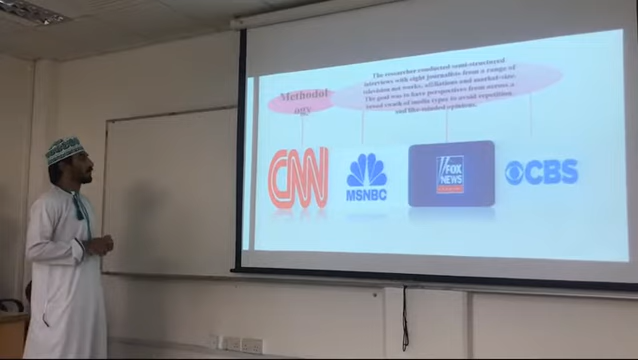 Methodol
ogy
The researcher conducted semi-structured
interviews with eight journalists from a range of
television net works, affiliations and market-size.
The goal was to have perspectives from across a
broad swath of media types to avoid repetition
and like-minded opinions.
CNN
MSNBC
FOX
NEWS
CBS